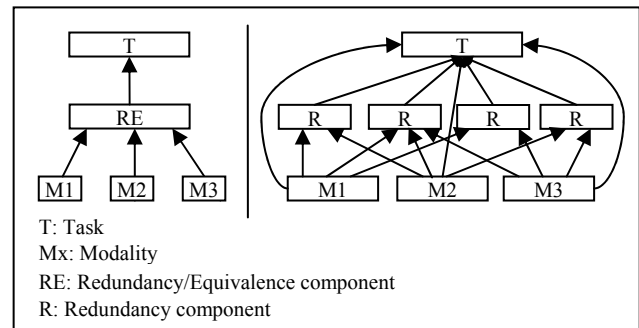 T T
RE R R R R
M1 M2 M3 M1 M2 M3
T: Task
Mx: Modality
RE: Redundancy/Equivalence component
R: Redundancy component